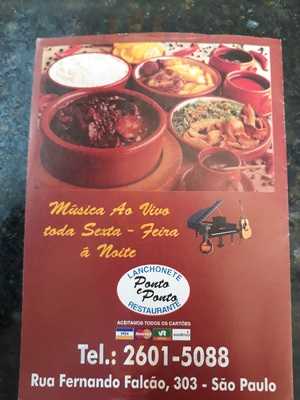 Música Ao Vivo
toda Sexta - Feira
á Noite
LANCHONETE
Ponto
e
Ponto
RESTAURANTE
ACEITAMOS TODOS OS CARTÕES
VISA
Tel.: 2601-5088
Rua Fernando Falcão, 303 - São Paulo